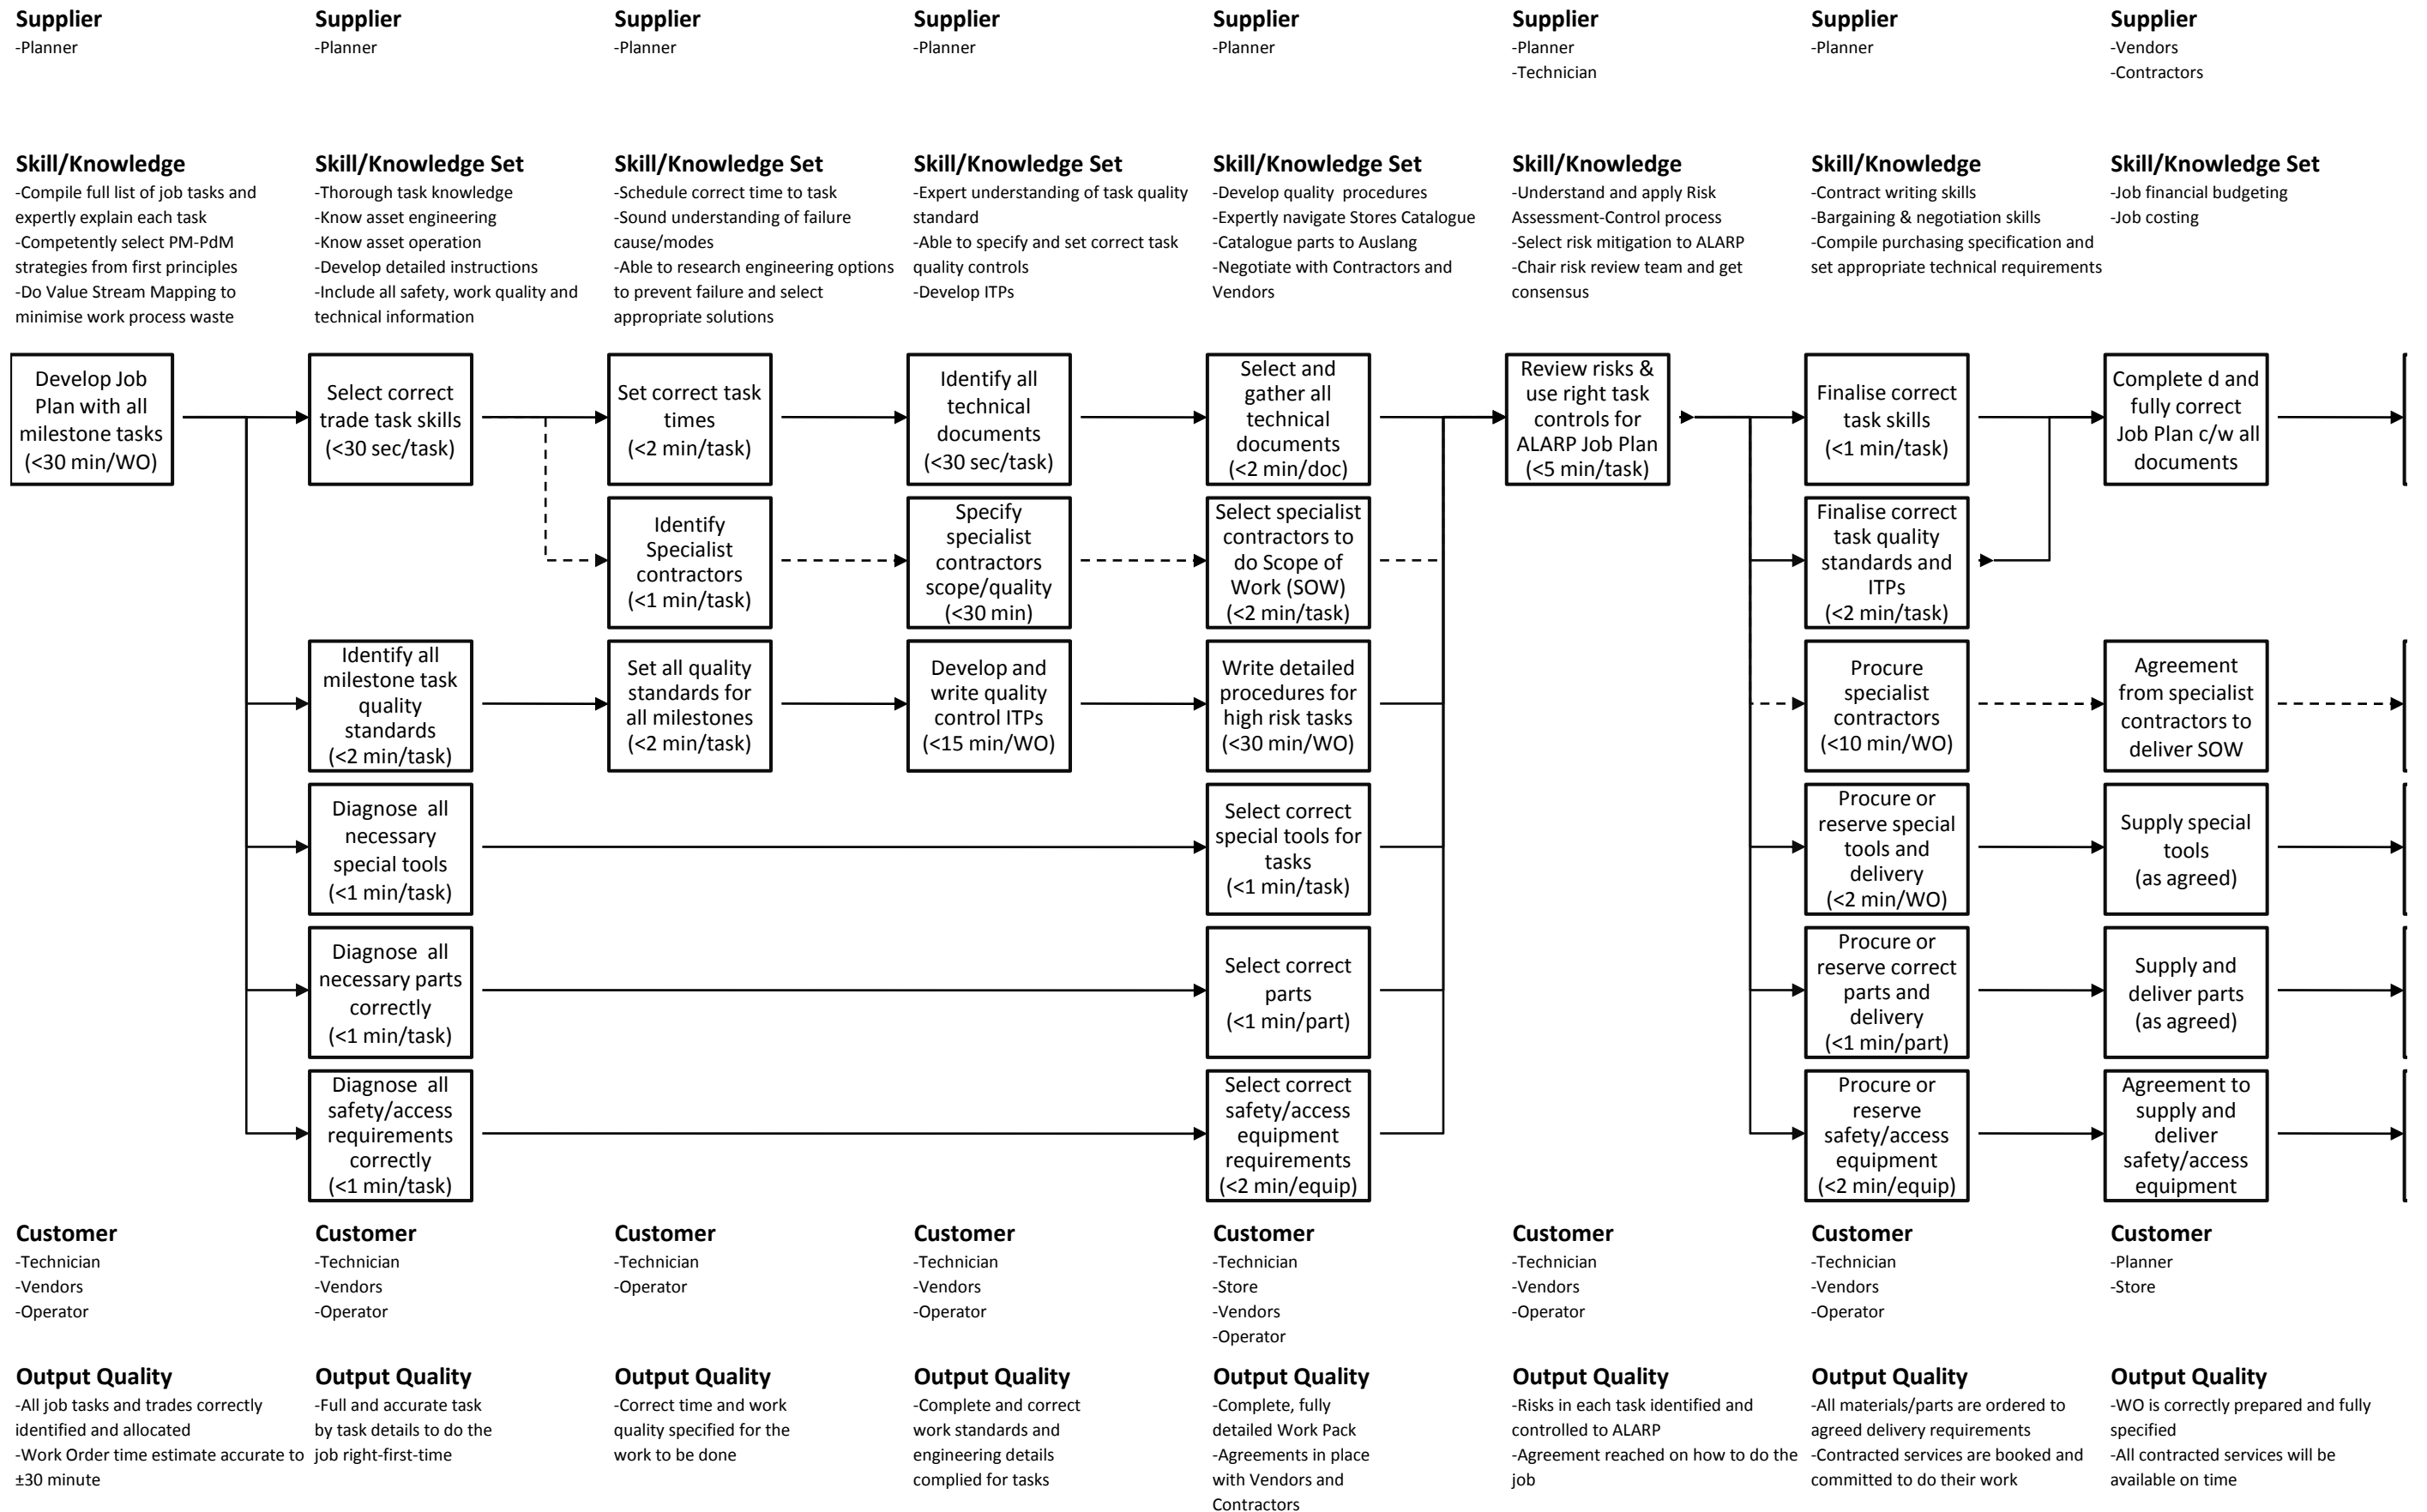 Supplier
-Planner
Supplier
-Planner
Supplier
-Planner
Supplier
-Planner
Supplier
-Planner
Supplier
-Planner
-Technician
Supplier
-Planner
Supplier
-Vendors
-Contractors
Skill/Knowledge
-Compile full list of job tasks and
expertly explain each task
-Competently select PM-PdM
strategies from first principles
-Do Value Stream Mapping to
minimise work process waste
Skill/Knowledge Set
-Thorough task knowledge
-Know asset engineering
-Know asset operation
-Develop detailed instructions
-Include all safety, work quality and
technical information
Skill/Knowledge Set
-Schedule correct time to task
-Sound understanding of failure
cause/modes
-Able to research engineering options
to prevent failure and select
appropriate solutions
Skill/Knowledge Set
-Expert understanding of task quality
standard
-Able to specify and set correct task
quality controls
-Develop ITPs
Skill/Knowledge Set
-Develop quality procedures
-Expertly navigate Stores Catalogue
-Catalogue parts to Auslang
-Negotiate with Contractors and
Vendors
Skill/Knowledge
-Understand and apply Risk
Assessment-Control process
-Select risk mitigation to ALARP
-Chair risk review team and get
consensus
Skill/Knowledge
-Contract writing skills
-Bargaining & negotiation skills
-Compile purchasing specification and
set appropriate technical requirements
Skill/Knowledge Set
-Job financial budgeting
-Job costing
Develop Job
Plan with all
milestone tasks
(<30 min/WO)
Select correct
trade task skills
(<30 sec/task)
Set correct task
times
(<2 min/task)
Identify all
technical
documents
(<30 sec/task)
Select and
gather all
technical
documents
(<2 min/doc)
Review risks &
use right task
controls for
ALARP Job Plan
(<5 min/task)
Finalise correct
task skills
(<1 min/task)
Complete d and
fully correct
Job Plan c/w all
documents
Identify
Specialist
contractors
(<1 min/task)
Specify
specialist
contractors
scope/quality
(<30 min)
Select specialist
contractors to
do Scope of
Work (SOW)
(<2 min/task)
Finalise correct
task quality
standards and
ITPs
(<2 min/task)
Identify all
milestone task
quality
standards
(<2 min/task)
Set all quality
standards for
all milestones
(<2 min/task)
Develop and
write quality
control ITPs
(<15 min/WO)
Write detailed
procedures for
high risk tasks
(<30 min/WO)
Procure
specialist
contractors
(<10 min/WO)
Agreement
from specialist
contractors to
deliver SOW
Diagnose all
necessary
special tools
(<1 min/task)
Select correct
special tools for
tasks
(<1 min/task)
Procure or
reserve special
tools and
delivery
(<2 min/WO)
Supply special
tools
(as agreed)
Diagnose all
necessary parts
correctly
(<1 min/task)
Select correct
parts
(<1 min/part)
Procure or
reserve correct
parts and
delivery
(<1 min/part)
Supply and
deliver parts
(as agreed)
Diagnose all
safety/access
requirements
correctly
(<1 min/task)
Select correct
safety/access
equipment
requirements
(<2 min/equip)
Procure or
reserve
safety/access
equipment
(<2 min/equip)
Agreement to
supply and
deliver
safety/access
equipment
Customer
-Technician
-Vendors
-Operator
Customer
-Technician
-Vendors
-Operator
Customer
-Technician
-Operator
Customer
-Technician
-Vendors
-Operator
Customer
-Technician
-Store
-Vendors
-Operator
Customer
-Technician
-Vendors
-Operator
Customer
-Technician
-Vendors
-Operator
Customer
-Planner
-Store
Output Quality
-All job tasks and trades correctly
identified and allocated
-Work Order time estimate accurate to
±30 minute
Output Quality
-Full and accurate task
by task details to do the
job right-first-time
Output Quality
-Correct time and work
quality specified for the
work to be done
Output Quality
-Complete and correct
work standards and
engineering details
complied for tasks
Output Quality
-Complete, fully
detailed Work Pack
-Agreements in place
with Vendors and
Contractors
Output Quality
-Risks in each task identified and
controlled to ALARP
-Agreement reached on how to do the
job
Output Quality
-All materials/parts are ordered to
agreed delivery requirements
-Contracted services are booked and
committed to do their work
Output Quality
-WO is correctly prepared and fully
specified
-All contracted services will be
available on time